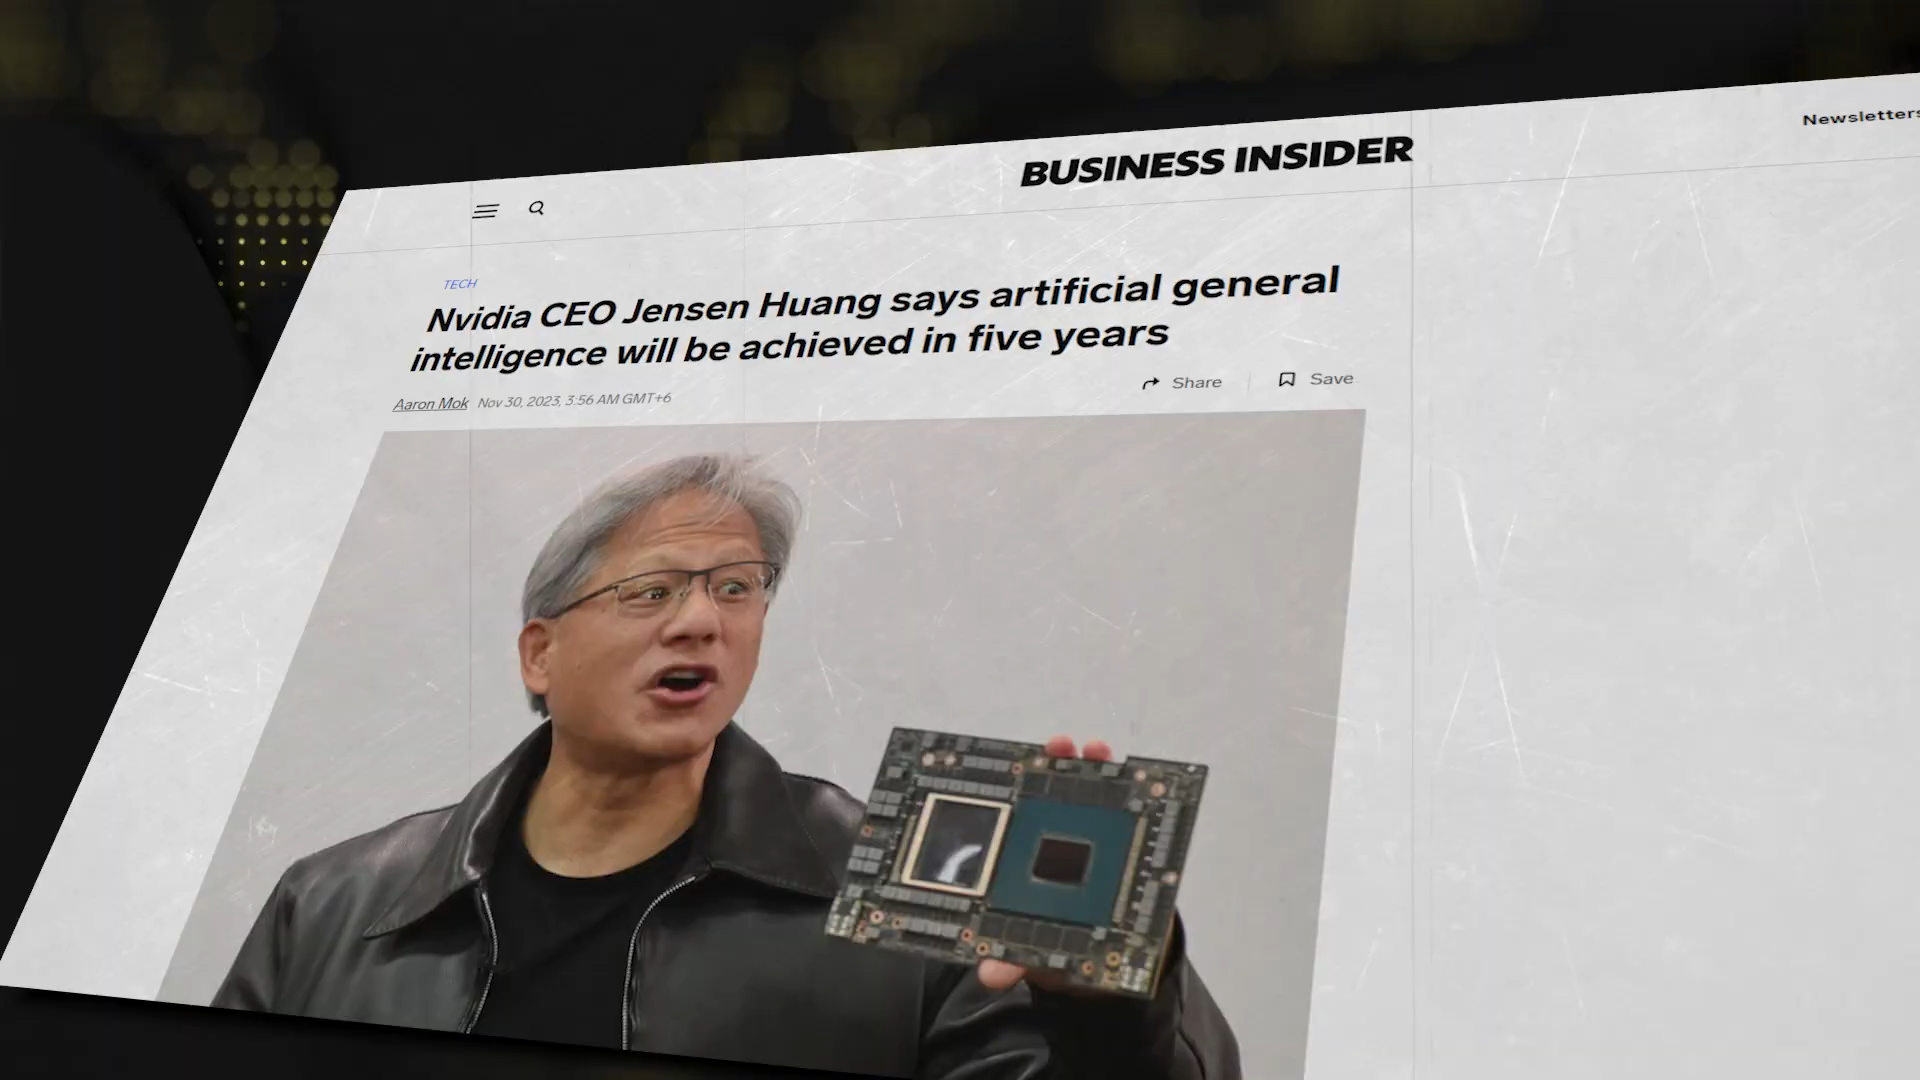 BUSINESS INSIDER
Newsletters
TECH
Nvidia CEO Jensen Huang says artificial general
intelligence will be achieved in five years
Aaron Mok Nov 30, 2023, 3:56 AM GMT+6
Share
Save